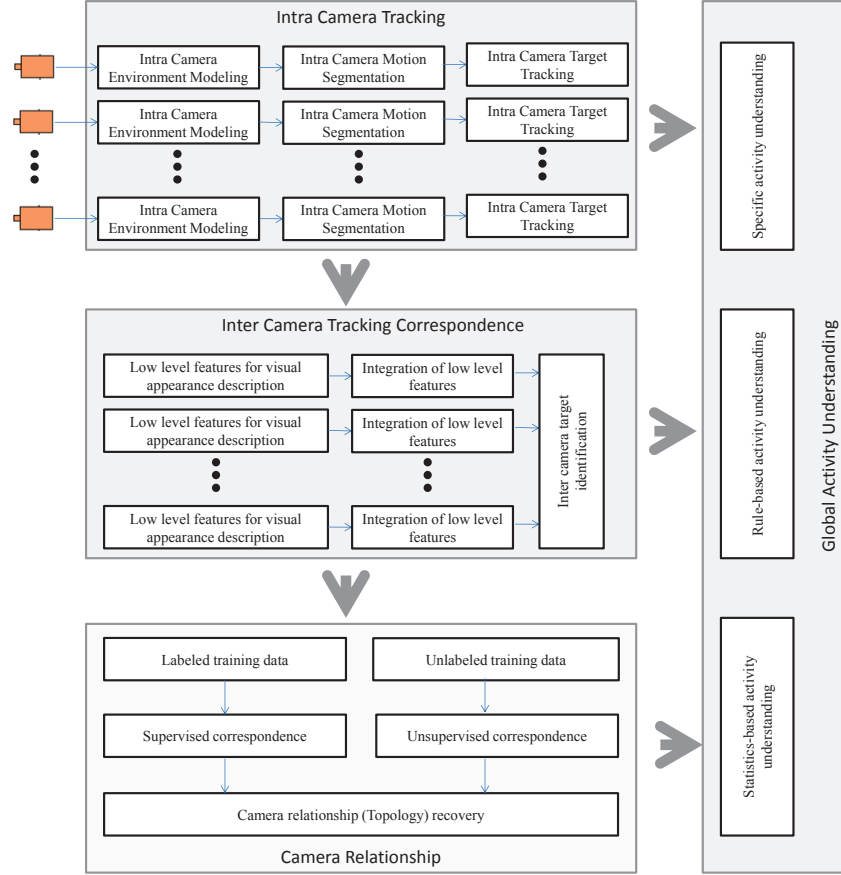 Intra Camera Tracking
Intra Camera
Environment Modeling
Intra Camera Motion
Segmentation
Intra Camera Target
Tracking
Intra Camera
Environment Modeling
Intra Camera Motion
Segmentation
Intra Camera Target
Tracking
Intra Camera
Environment Modeling
Intra Camera Motion
Segmentation
Intra Camera Target
Tracking
Inter Camera Tracking Correspondence
Low level features for visual
appearance description
Integration of low level
features
Low level features for visual
appearance description
Integration of low level
features
Low level features for visual
appearance description
Integration of low level
features
Inter camera target
identification
Labeled training data
Unlabeled training data
Supervised correspondence
Unsupervised correspondence
Camera relationship (Topology) recovery
Camera Relationship
Specific activity understanding
Rule-based activity understanding
Statistics-based activity
understanding
Global Activity Understanding